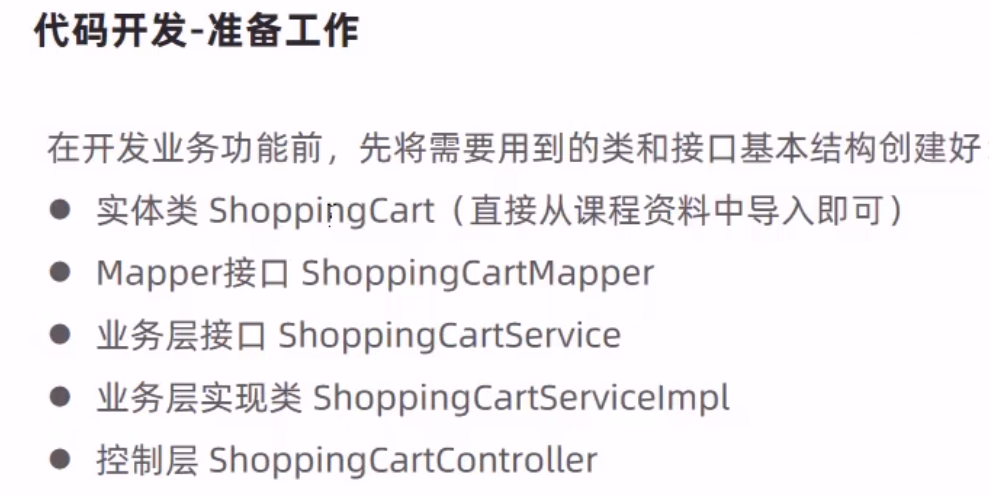 代码开发-准备工作
在开发业务功能前，先将需要用到的类和接口基本结构创建好
● 实体类 ShoppingCart（直接从课程资料中导入即可）
● Mapper接口 ShoppingCartMapper
● 业务层接口 ShoppingCartService
● 业务层实现类 ShoppingCartServiceImpl
● 控制层 ShoppingCartController